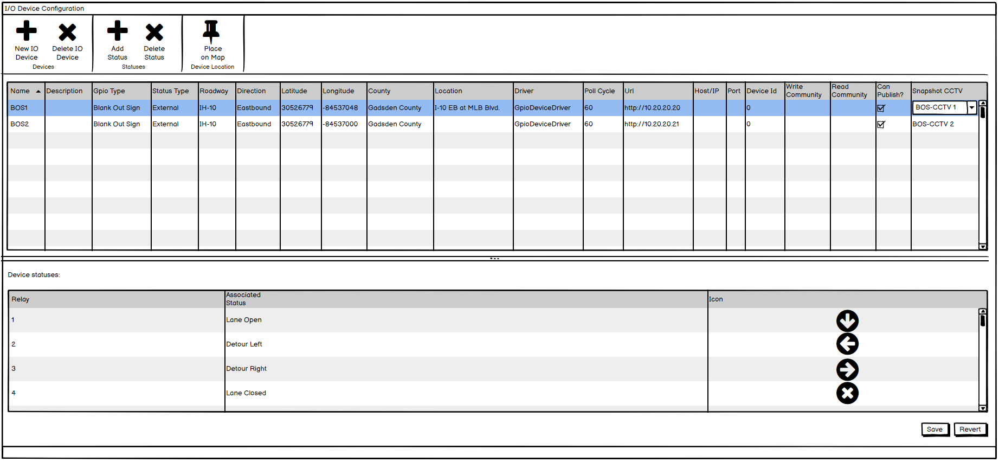 I/O Device Configuration
New IO Device
Delete IO Device
Add Status
Delete Status
Place on Map
Devices
Statuses
Device Location
Name Description Gpio Type Status Type Roadway Direction Latitude Longitude County Location Driver Poll Cycle Url Host/IP Port Device Id Write Community Read Community Can Publish? Snapshot CCTV
BOS1 Blank Out Sign External IH-10 Eastbound 30526779 -84537048 Gadsden County I-10 EB at MLB Blvd. GpioDeviceDriver 60 http://10.20.20.20 0 BOS-CCTV 1
BOS2 Blank Out Sign External IH-10 Eastbound 30526779 -84537000 Gadsden County GpioDeviceDriver 60 http://10.20.20.21 0 BOS-CCTV 2
Device statuses:
Relay Associated Status Icon
1 Lane Open
2 Detour Left
3 Detour Right
4 Lane Closed
Save Revert